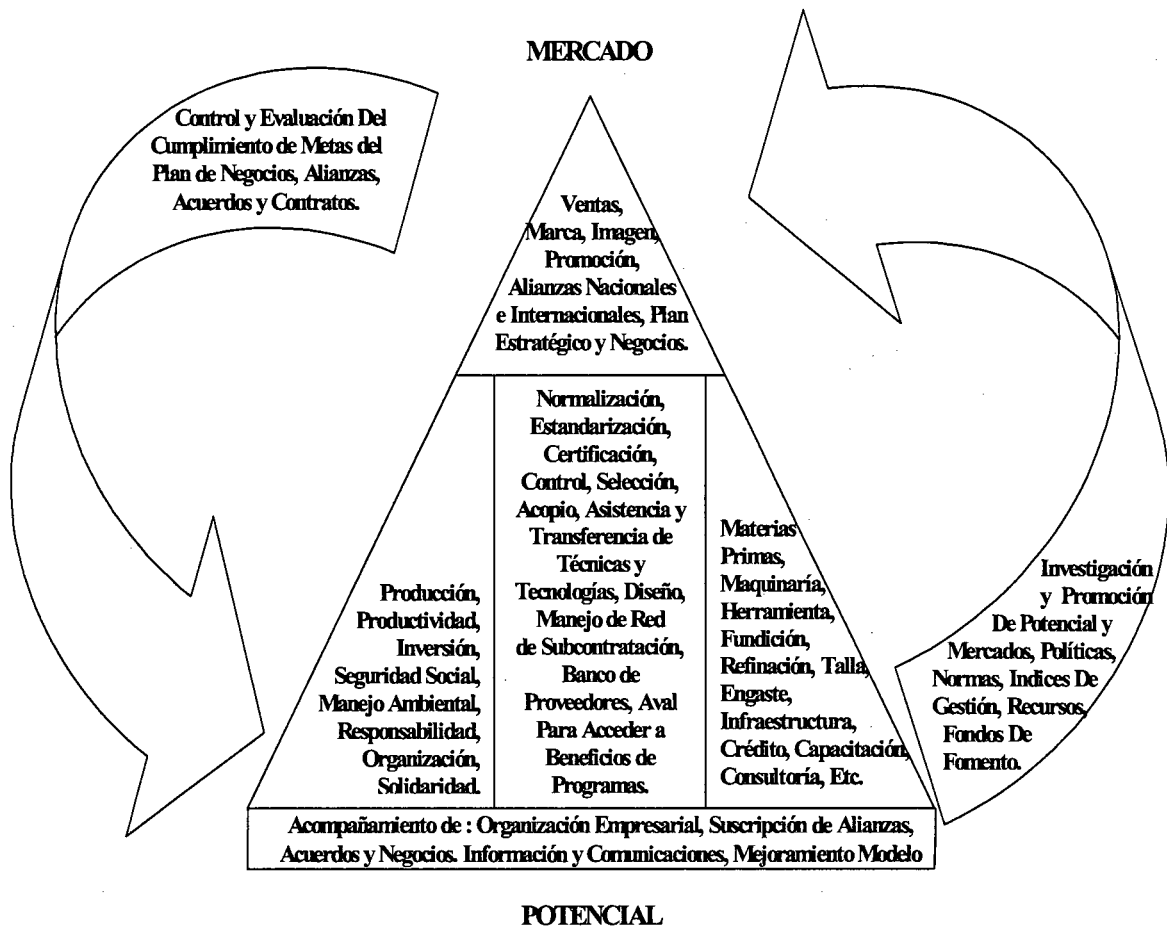 MERCADO
Control y Evaluación Del
Cumplimiento de Metas del
Plan de Negocios, Alianzas,
Acuerdos y Contratos.
Ventas,
Marca, Imagen,
Promoción,
Alianzas Nacionales
e Internacionales, Plan
Estratégico y Negocios.
Producción,
Productividad,
Inversión,
Seguridad Social,
Manejo Ambiental,
Responsabilidad,
Organización,
Solidaridad.
Normalización,
Estandarización,
Certificación,
Control, Selección,
Acopio, Asistencia y
Transferencia de
Técnicas y
Tecnologías, Diseño,
Manejo de Red
de Subcontratación,
Banco de
Proveedores, Aval
Para Acceder a
Beneficios de
Programas.
Materias
Primas,
Maquinaría,
Herramienta,
Fundición,
Refinación, Talla,
Engaste,
Infraestructura,
Crédito, Capacitación,
Consultoría, Etc.
Investigación
y Promoción
De Potencial y
Mercados, Políticas,
Normas, Indices De
Gestión, Recursos,
Fondos De
Fomento.
Acompañamiento de : Organización Empresarial, Suscripción de Alianzas,
Acuerdos y Negocios. Información y Comunicaciones, Mejoramiento Modelo
POTENCIAL